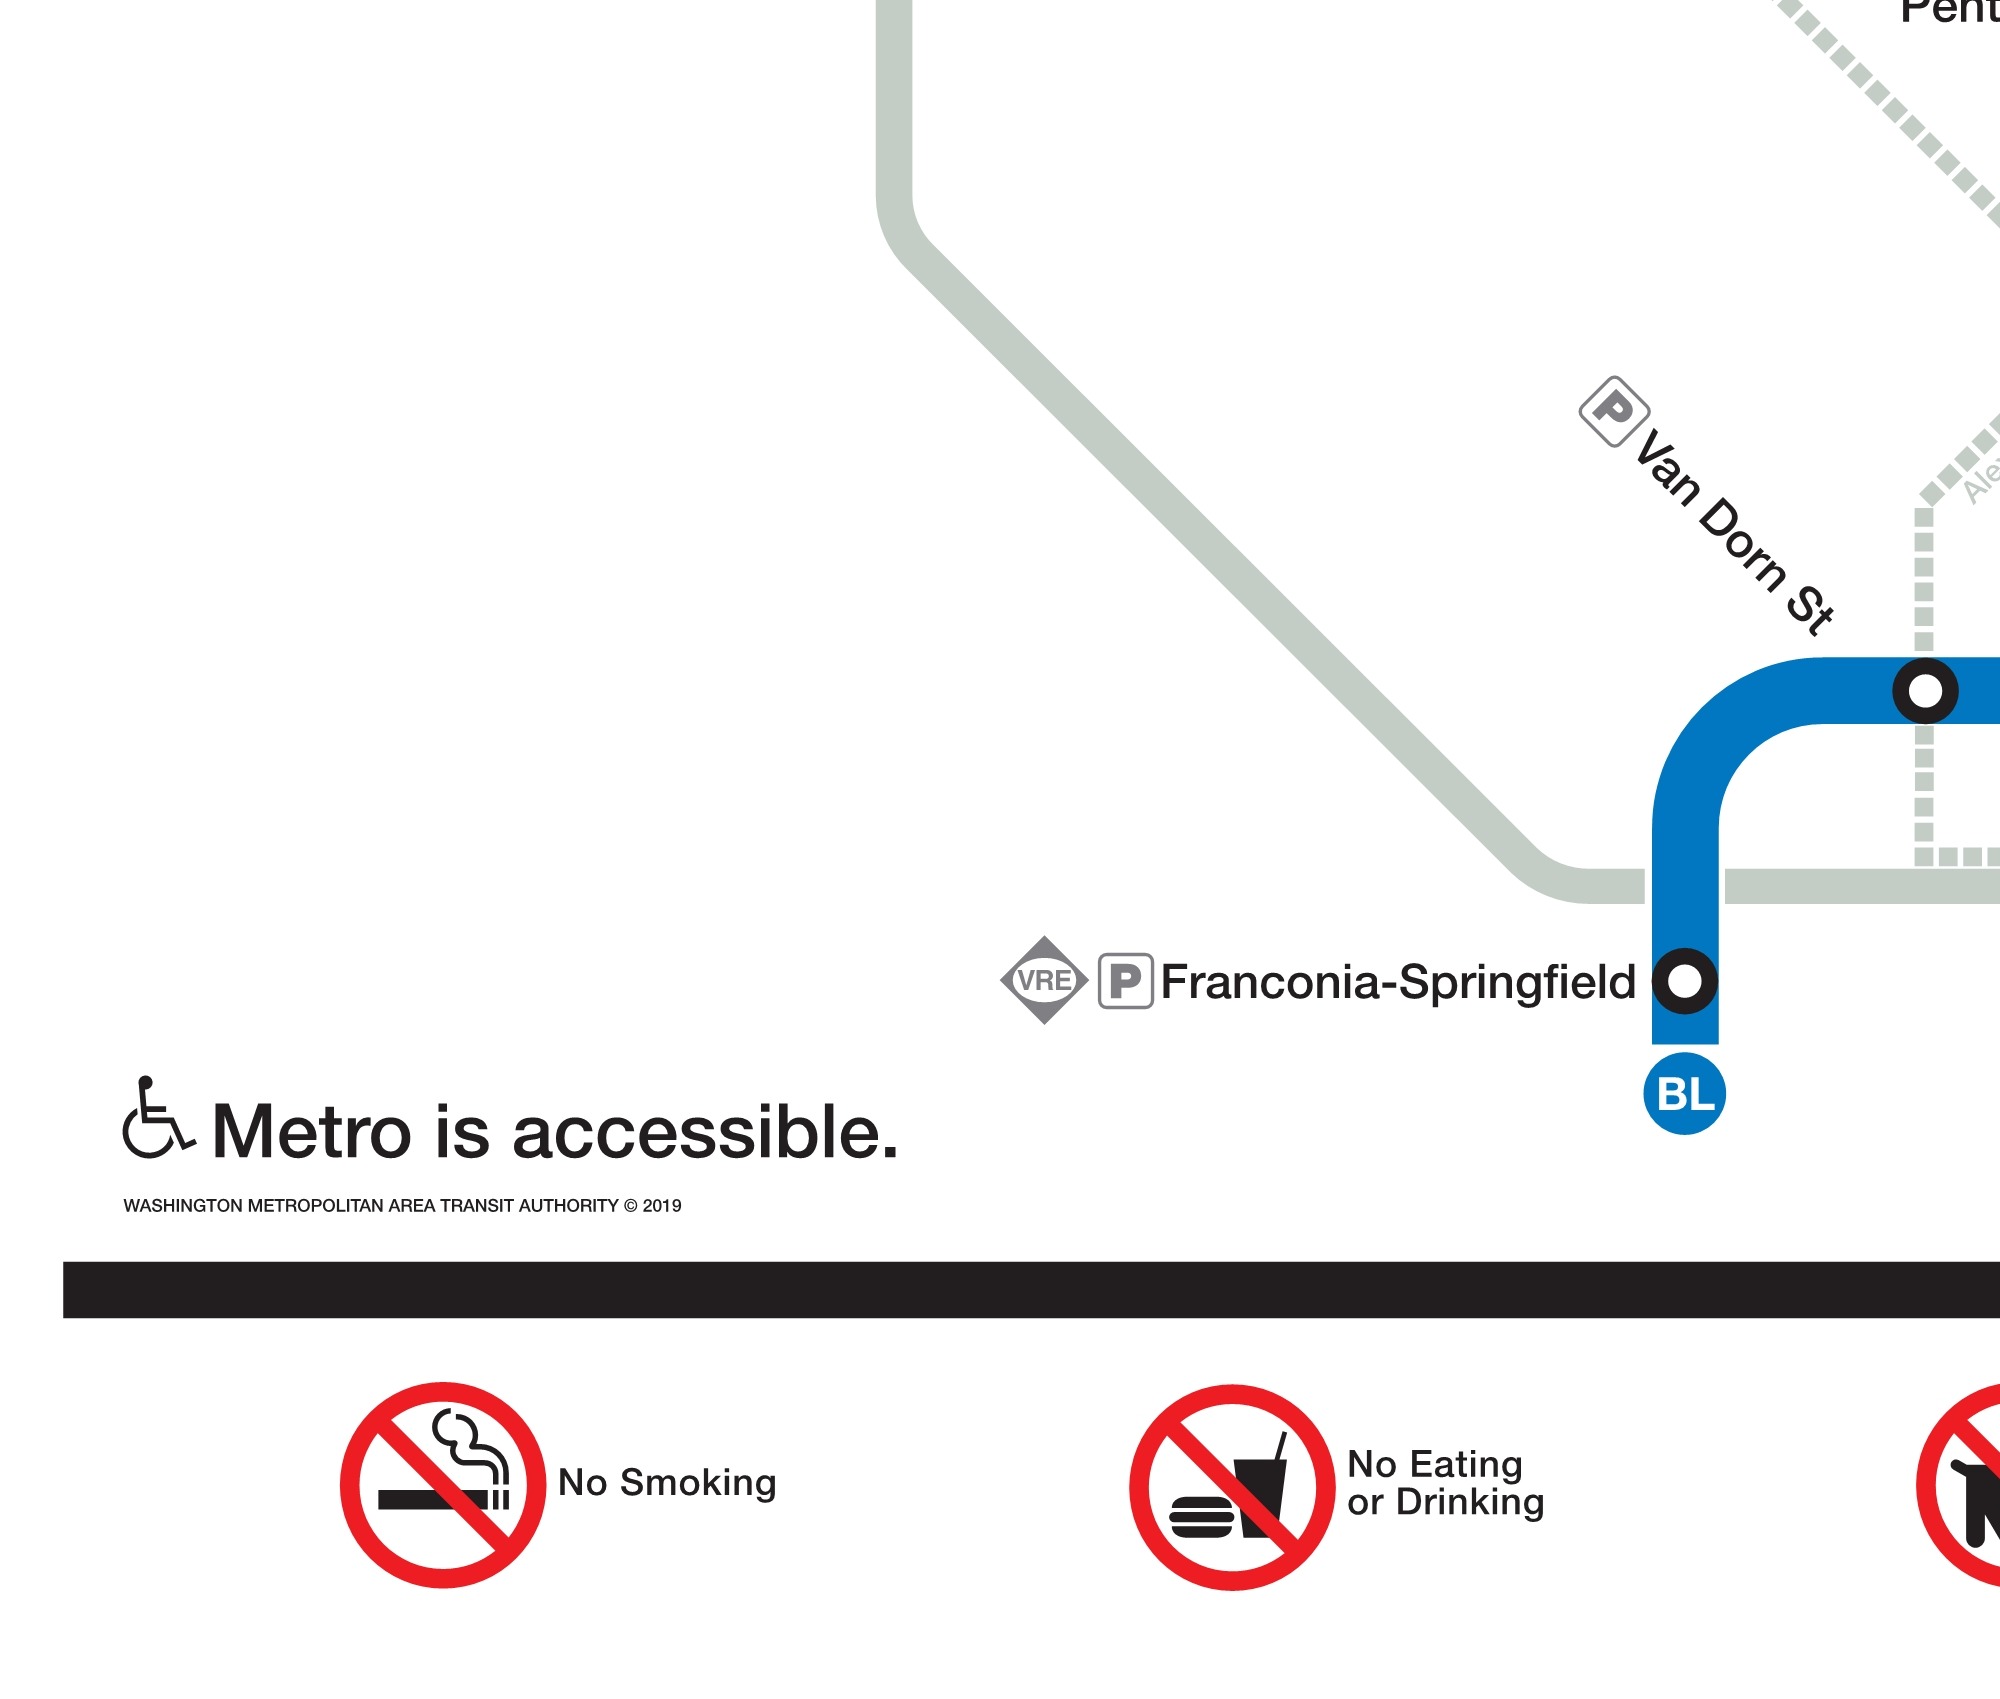 Pent
P
Van Dorn St
Ale
VRE P Franconia-Springfield
BL
Metro is accessible.
WASHINGTON METROPOLITAN AREA TRANSIT AUTHORITY © 2019
No Smoking
No Eating
or Drinking